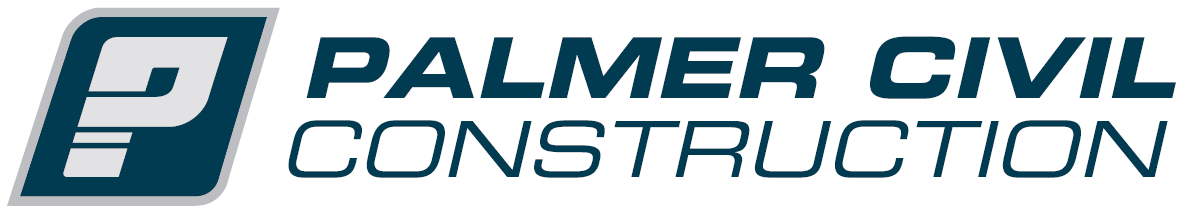 P
PALMER CIVIL
CONSTRUCTION